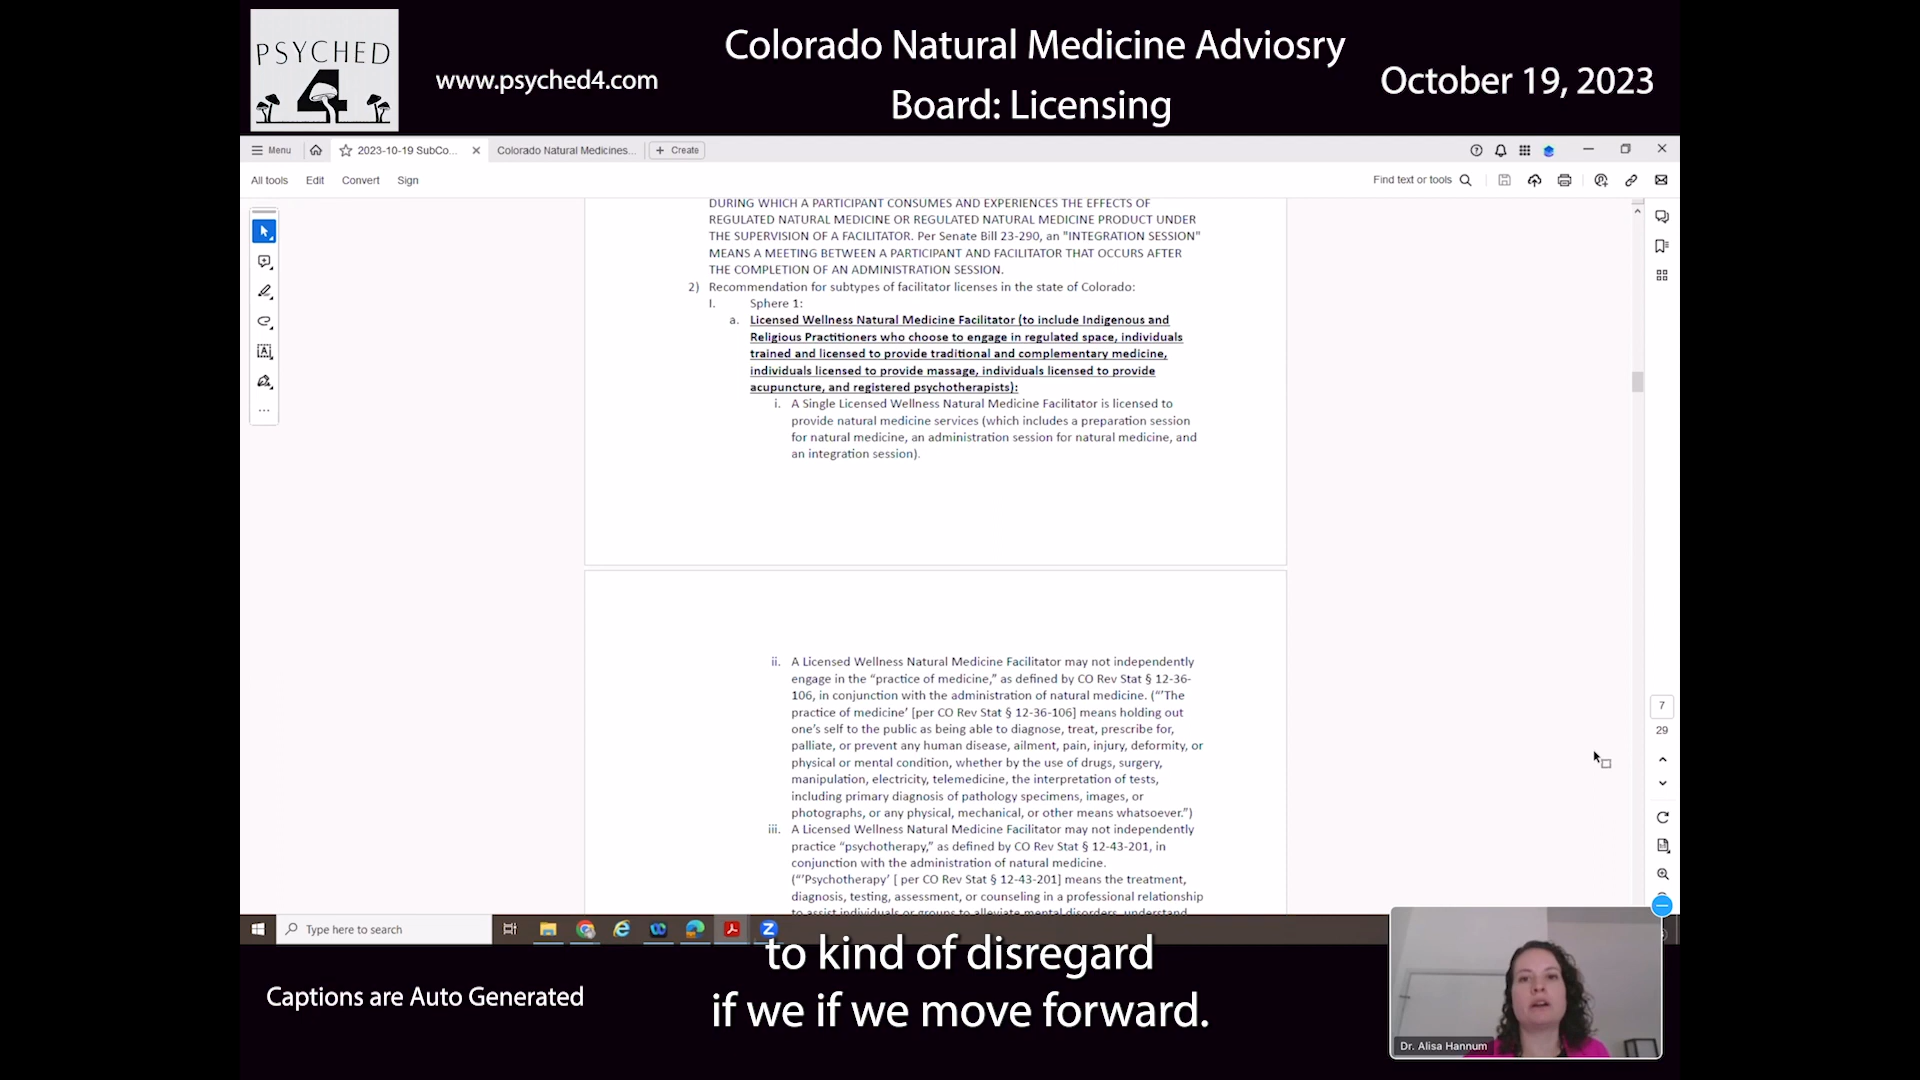 PSYCHED
4
www.psyched4.com
Colorado Natural Medicine Adviosry
Board: Licensing
October 19, 2023
Menu
2023-10-19 SubCo...
Colorado Natural Medicines...
+ Create
All tools
Edit
Convert
Sign
Find text or tools
DURING WHICH A PARTICIPANT CONSUMES AND EXPERIENCES THE EFFECTS OF
REGULATED NATURAL MEDICINE OR REGULATED NATURAL MEDICINE PRODUCT UNDER
THE SUPERVISION OF A FACILITATOR. Per Senate Bill 23-290, an "INTEGRATION SESSION"
MEANS A MEETING BETWEEN A PARTICIPANT AND FACILITATOR THAT OCCURS AFTER
THE COMPLETION OF AN ADMINISTRATION SESSION.
2) Recommendation for subtypes of facilitator licenses in the state of Colorado:
I. Sphere 1:
a. Licensed Wellness Natural Medicine Facilitator (to include Indigenous and
Religious Practitioners who choose to engage in regulated space, individuals
trained and licensed to provide traditional and complementary medicine,
individuals licensed to provide massage, individuals licensed to provide
acupuncture, and registered psychotherapists):
i. A Single Licensed Wellness Natural Medicine Facilitator is licensed to
provide natural medicine services (which includes a preparation session
for natural medicine, an administration session for natural medicine, and
an integration session).
ii. A Licensed Wellness Natural Medicine Facilitator may not independently
engage in the “practice of medicine,” as defined by CO Rev Stat § 12-36-
106, in conjunction with the administration of natural medicine. (“’The
practice of medicine’ [per CO Rev Stat § 12-36-106] means holding out
one’s self to the public as being able to diagnose, treat, prescribe for,
palliate, or prevent any human disease, ailment, pain, injury, deformity, or
physical or mental condition, whether by the use of drugs, surgery,
manipulation, electricity, telemedicine, the interpretation of tests,
including primary diagnosis of pathology specimens, images, or
photographs, or any physical, mechanical, or other means whatsoever.”)
iii. A Licensed Wellness Natural Medicine Facilitator may not independently
practice “psychotherapy,” as defined by CO Rev Stat § 12-43-201, in
conjunction with the administration of natural medicine.
(“’Psychotherapy’ [ per CO Rev Stat § 12-43-201] means the treatment,
diagnosis, testing, assessment, or counseling in a professional relationship
to assist individuals or groups to alleviate mental disorders, understand
7
29
Type here to search
to kind of disregard
if we if we move forward.
Captions are Auto Generated
Dr. Alisa Hannum